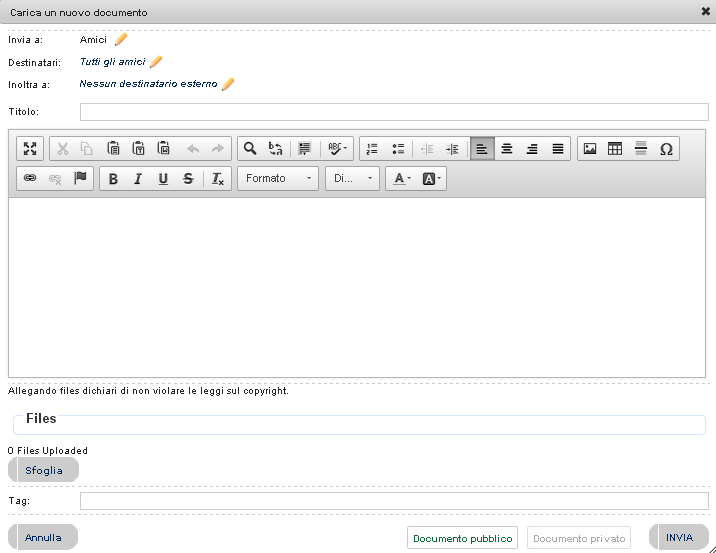 Carica un nuovo documento
Invia a: Amici
Destinatari: Tutti gli amici
Inoltra a: Nessun destinatario esterno
Titolo:
ABC
B I U S Ix Formato Di... A A
Allegando files dichiari di non violare le leggi sul copyright.
Files
0 Files Uploaded
Sfoglia
Tag:
Annulla Documento pubblico Documento privato INVIA